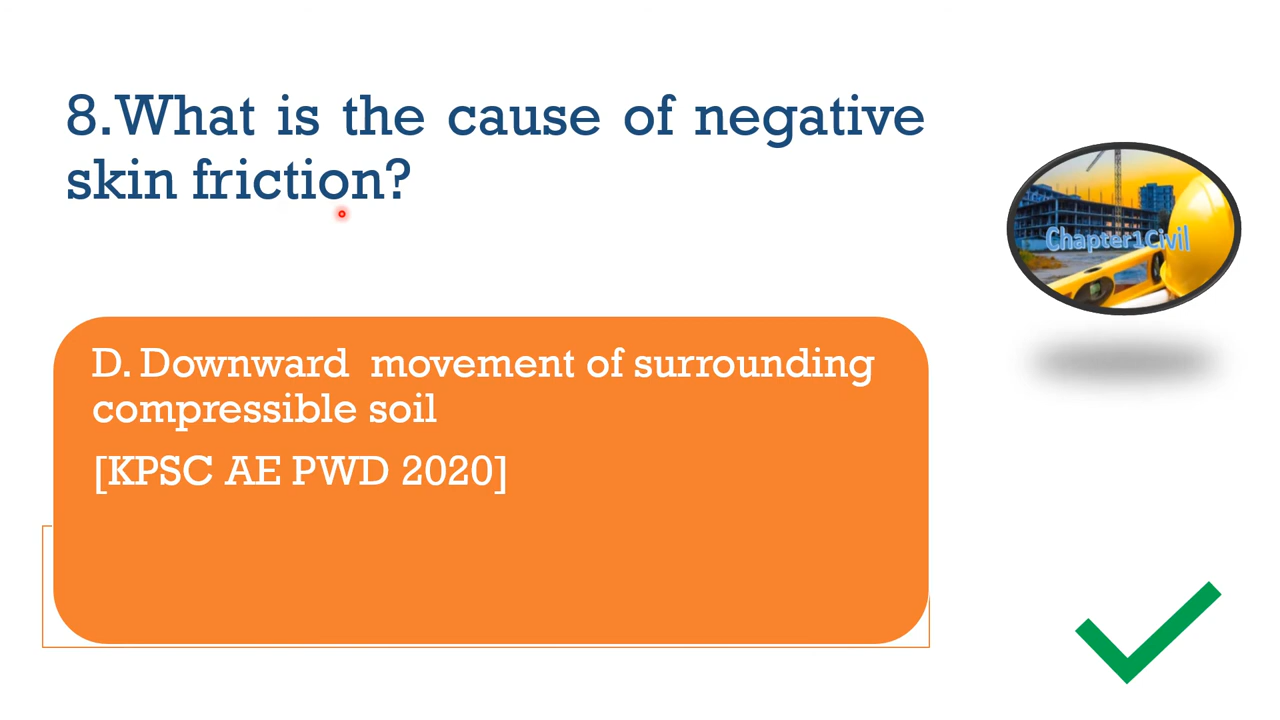 8.What is the cause of negative
skin friction?
Chapter1Civil
D. Downward movement of surrounding
compressible soil
[KPSC AE PWD 2020]